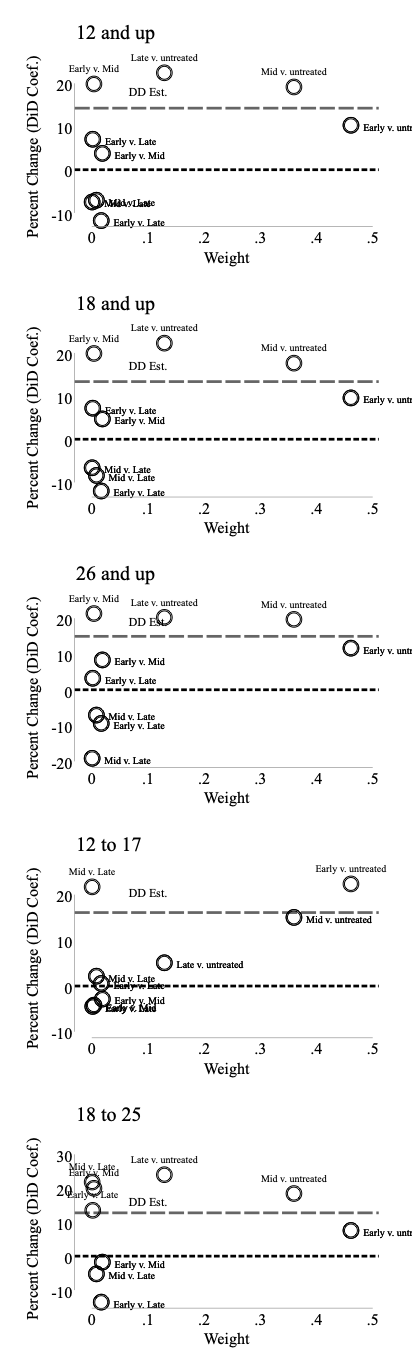 12 and up
Percent Change (DiD Coef.)
20
10
0
-10
Early v. Mid
Late v. untreated
Mid v. untreated
DD Est.
Early v. untr
Early v. Late
Early v. Mid
Mid v. Late
Mid v. Late
Early v. Late
0 .1 .2 .3 .4 .5
Weight
18 and up
Percent Change (DiD Coef.)
20
10
0
-10
Late v. untreated
Early v. Mid
Mid v. untreated
DD Est.
Early v. untr
Early v. Late
Early v. Mid
Mid v. Late
Mid v. Late
Early v. Late
0 .1 .2 .3 .4 .5
Weight
26 and up
Percent Change (DiD Coef.)
20
10
0
-10
-20
Early v. Mid
Late v. untreated
Mid v. untreated
DD Est.
Early v. untr
Early v. Mid
Early v. Late
Mid v. Late
Early v. Late
Mid v. Late
0 .1 .2 .3 .4 .5
Weight
12 to 17
Percent Change (DiD Coef.)
20
10
0
-10
Mid v. Late
Early v. untreated
DD Est.
Mid v. untreated
Late v. untreated
Mid v. Late
Early v. Late
Early v. Mid
Early v. Mid
Early v. Late
0 .1 .2 .3 .4 .5
Weight
18 to 25
Percent Change (DiD Coef.)
30
20
10
0
-10
Late v. untreated
Mid v. Late
Early v. Mid
Mid v. untreated
Early v. Late
DD Est.
Early v. untr
Early v. Mid
Mid v. Late
Early v. Late
0 .1 .2 .3 .4 .5
Weight